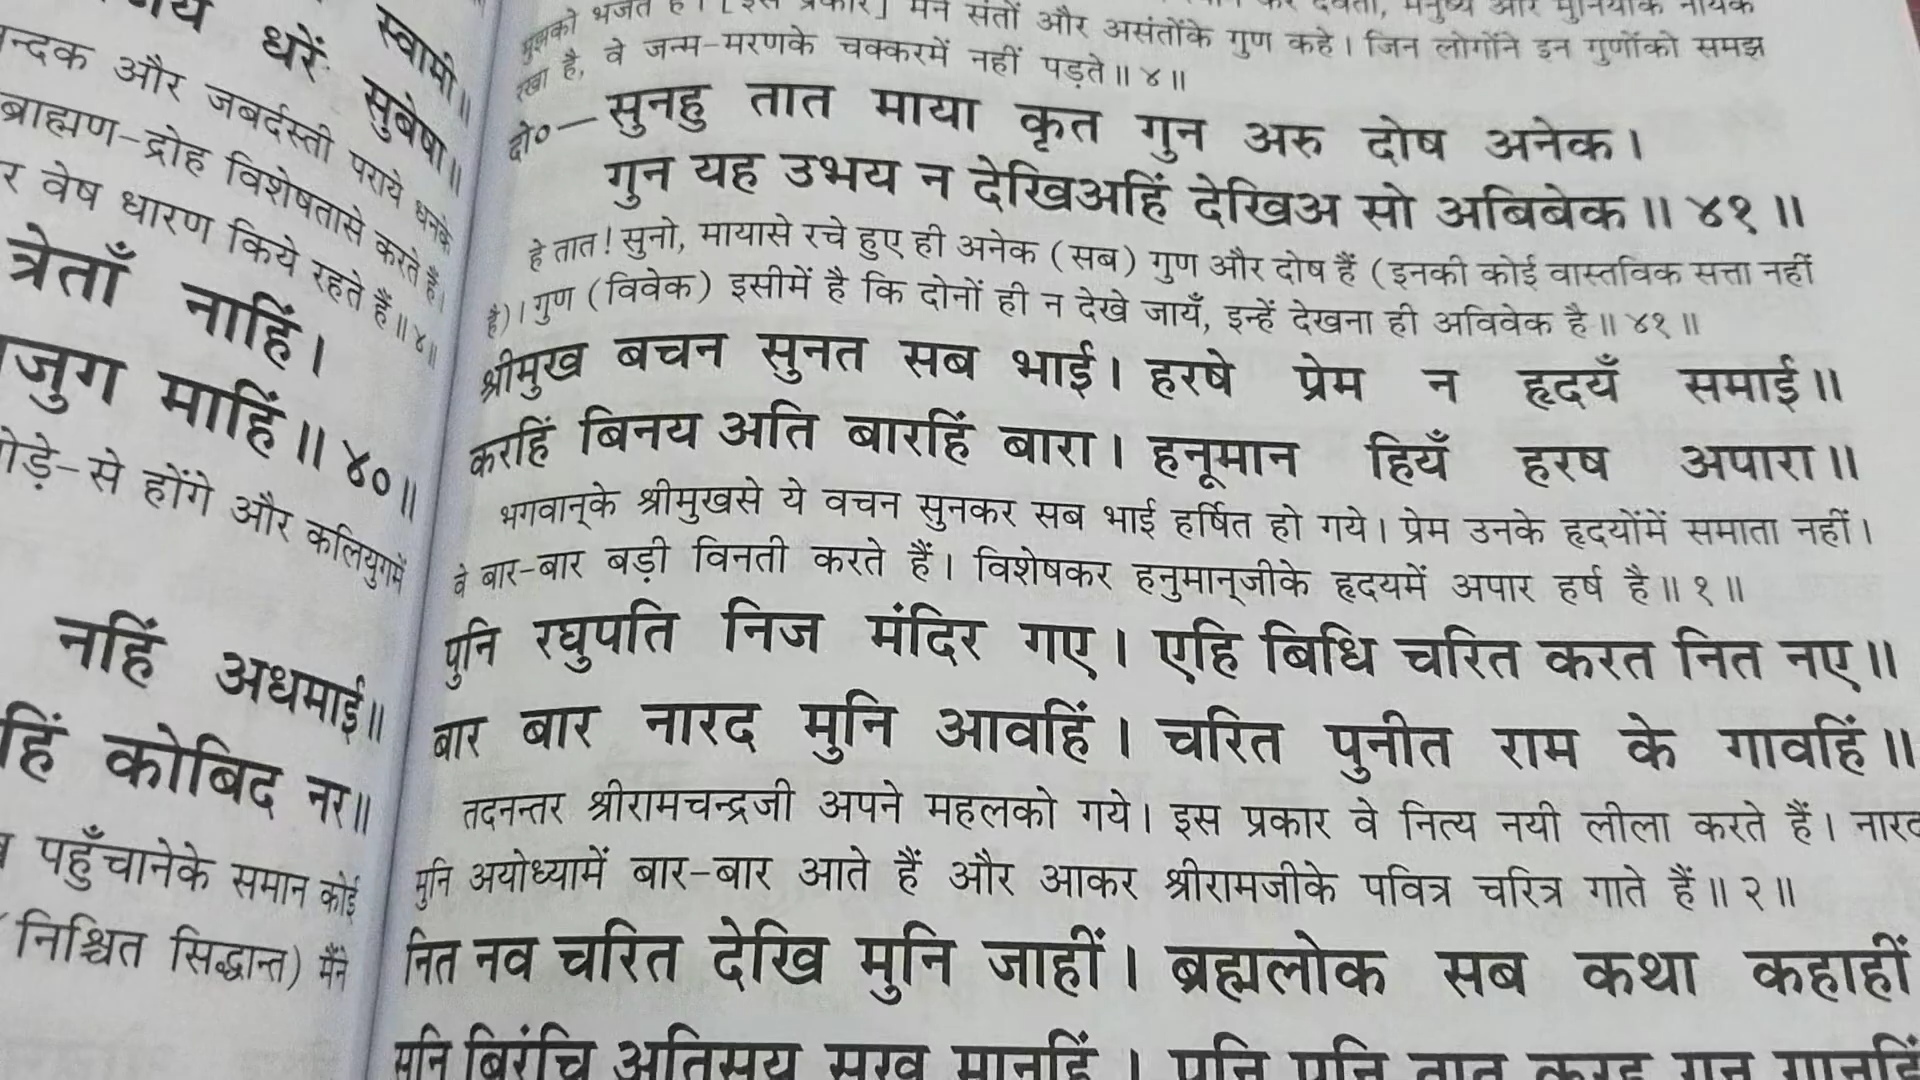 स्वामी॥
धरें सुबेषा॥
न्दक और जबर्दस्ती पराये धनके
ब्राह्मण-द्रोह विशेषतासे करते हैं।
र वेष धारण किये रहते हैं॥ ४॥
त्रेताँ नाहिं।
जुग माहिं॥ ४०॥
ोड़े-से होंगे और कलियुगमें
नहिं अधमाई॥
हिं कोबिद नर॥
पहुँचानेके समान कोई
निश्चित सिद्धान्त) मैंने
मुझको भजते हैं। [इस प्रकार] मैंने संतों और असंतोंके गुण कहे। जिन लोगोंने इन गुणोंको समझ
रखा है, वे जन्म-मरणके चक्करमें नहीं पड़ते॥ ४॥
दो०— सुनहु तात माया कृत गुन अरु दोष अनेक।
गुन यह उभय न देखिअहिं देखिअ सो अबिबेक॥ ४१॥
हे तात! सुनो, मायासे रचे हुए ही अनेक (सब) गुण और दोष हैं (इनकी कोई वास्तविक सत्ता नहीं
है)। गुण (विवेक) इसीमें है कि दोनों ही न देखे जायँ, इन्हें देखना ही अविवेक है॥ ४१॥
श्रीमुख बचन सुनत सब भाई। हरषे प्रेम न हृदयँ समाई॥
करहिं बिनय अति बारहिं बारा। हनूमान हियँ हरष अपारा॥
भगवान्‌के श्रीमुखसे ये वचन सुनकर सब भाई हर्षित हो गये। प्रेम उनके हृदयोंमें समाता नहीं।
वे बार-बार बड़ी विनती करते हैं। विशेषकर हनुमान्‌जीके हृदयमें अपार हर्ष है॥ १॥
पुनि रघुपति निज मंदिर गए। एहि बिधि चरित करत नित नए॥
बार बार नारद मुनि आवहिं। चरित पुनीत राम के गावहिं॥
तदनन्तर श्रीरामचन्द्रजी अपने महलको गये। इस प्रकार वे नित्य नयी लीला करते हैं। नारद
मुनि अयोध्यामें बार-बार आते हैं और आकर श्रीरामजीके पवित्र चरित्र गाते हैं॥ २॥
नित नव चरित देखि मुनि जाहीं। ब्रह्मलोक सब कथा कहाहीं
सुनि बिरंचि अतिसय सुख मानहिं। पुनि पुनि तात करहु गुन गानहिं